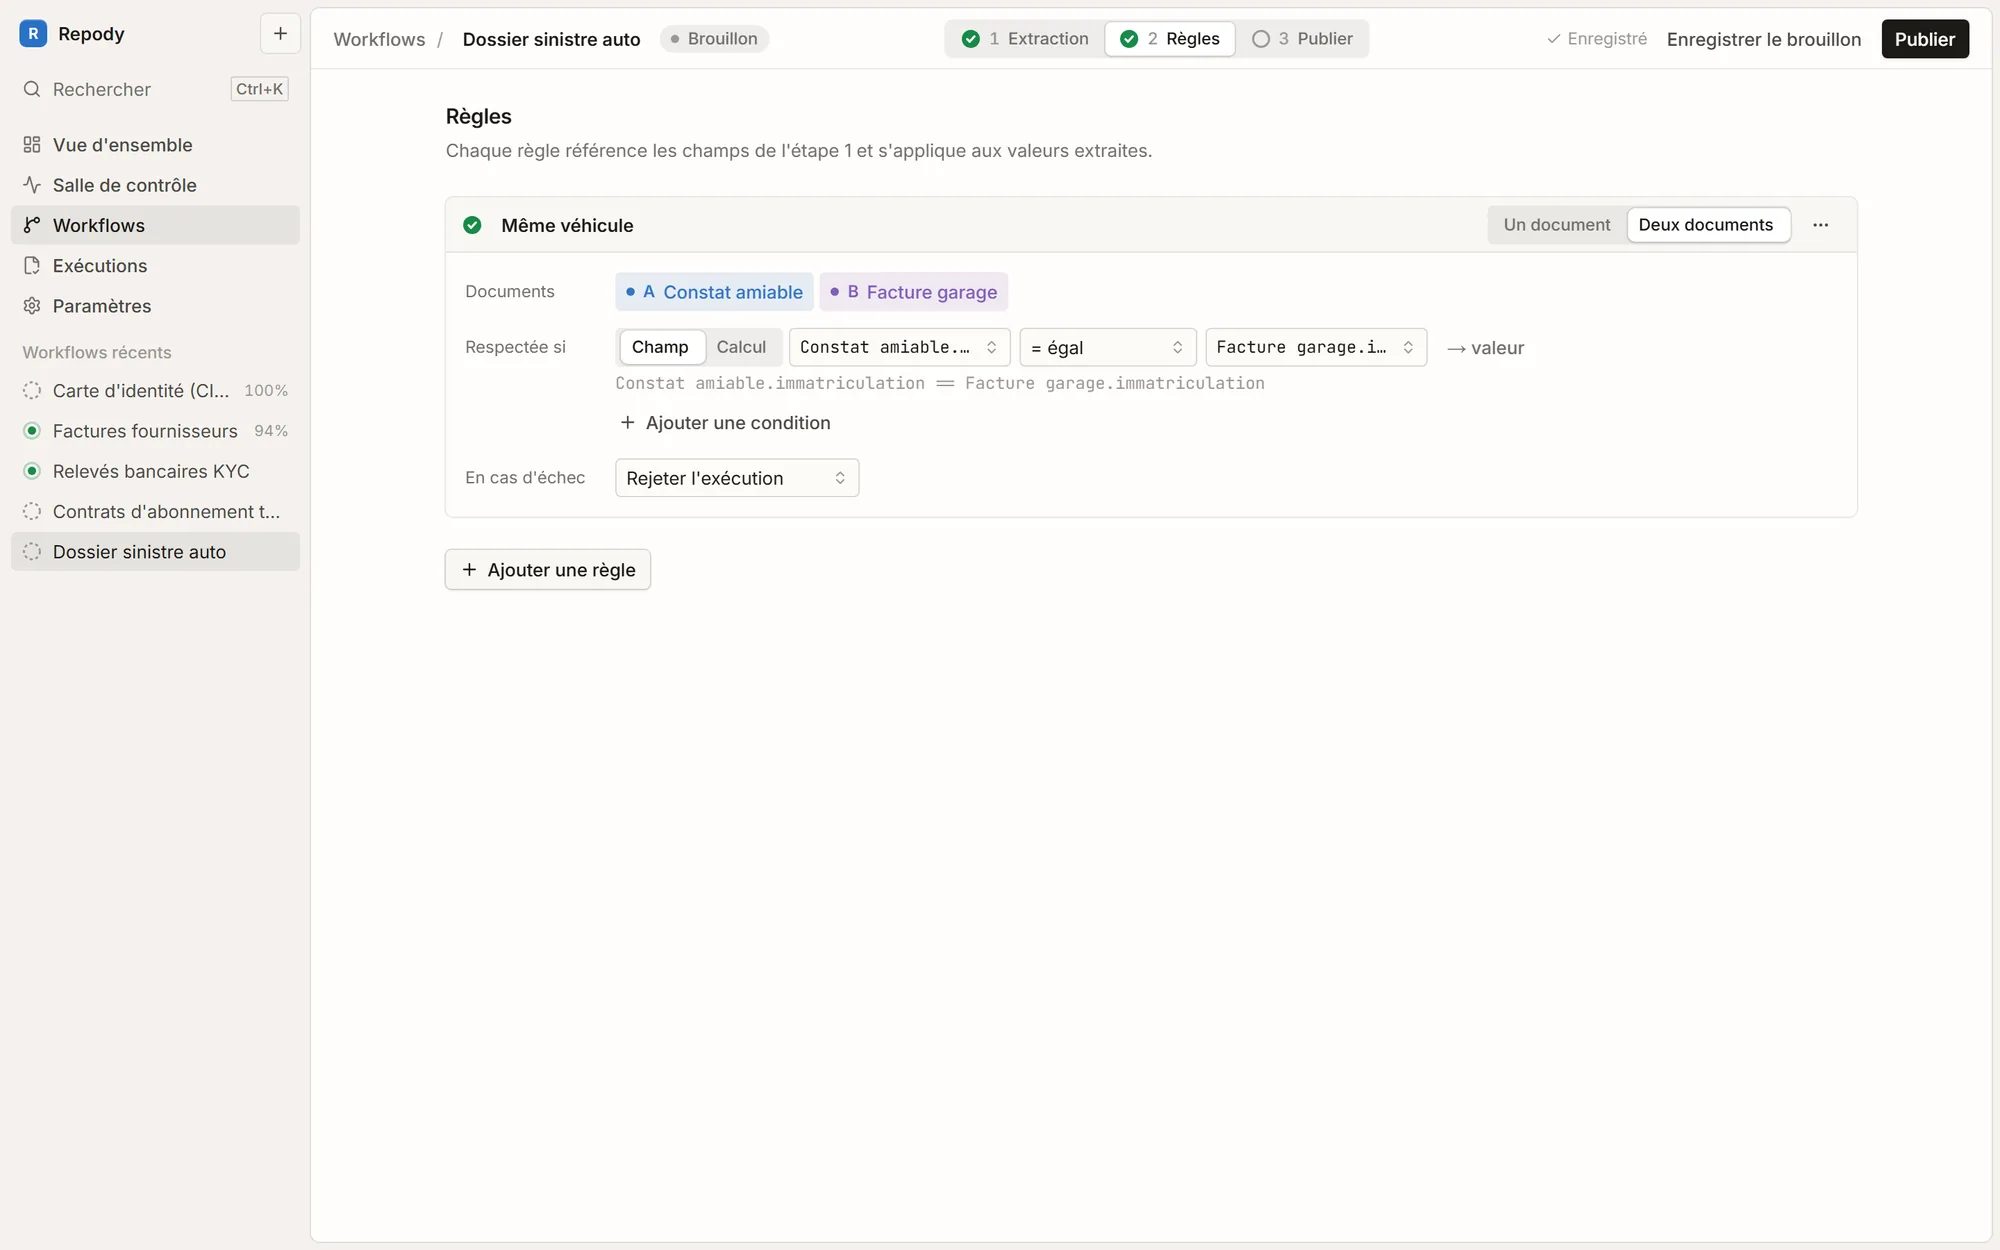 R Repody +
Rechercher Ctrl+K
Vue d'ensemble
Salle de contrôle
Workflows
Exécutions
Paramètres
Workflows récents
Carte d'identité (CI... 100%
Factures fournisseurs 94%
Relevés bancaires KYC
Contrats d'abonnement t...
Dossier sinistre auto
Workflows / Dossier sinistre auto Brouillon
1 Extraction 2 Règles 3 Publier
Enregistré Enregistrer le brouillon Publier
Règles
Chaque règle référence les champs de l'étape 1 et s'applique aux valeurs extraites.
Même véhicule Un document Deux documents ...
Documents A Constat amiable B Facture garage
Respectée si Champ Calcul Constat amiable.… = égal Facture garage.i… → valeur
Constat amiable.immatriculation == Facture garage.immatriculation
+ Ajouter une condition
En cas d'échec Rejeter l'exécution
+ Ajouter une règle